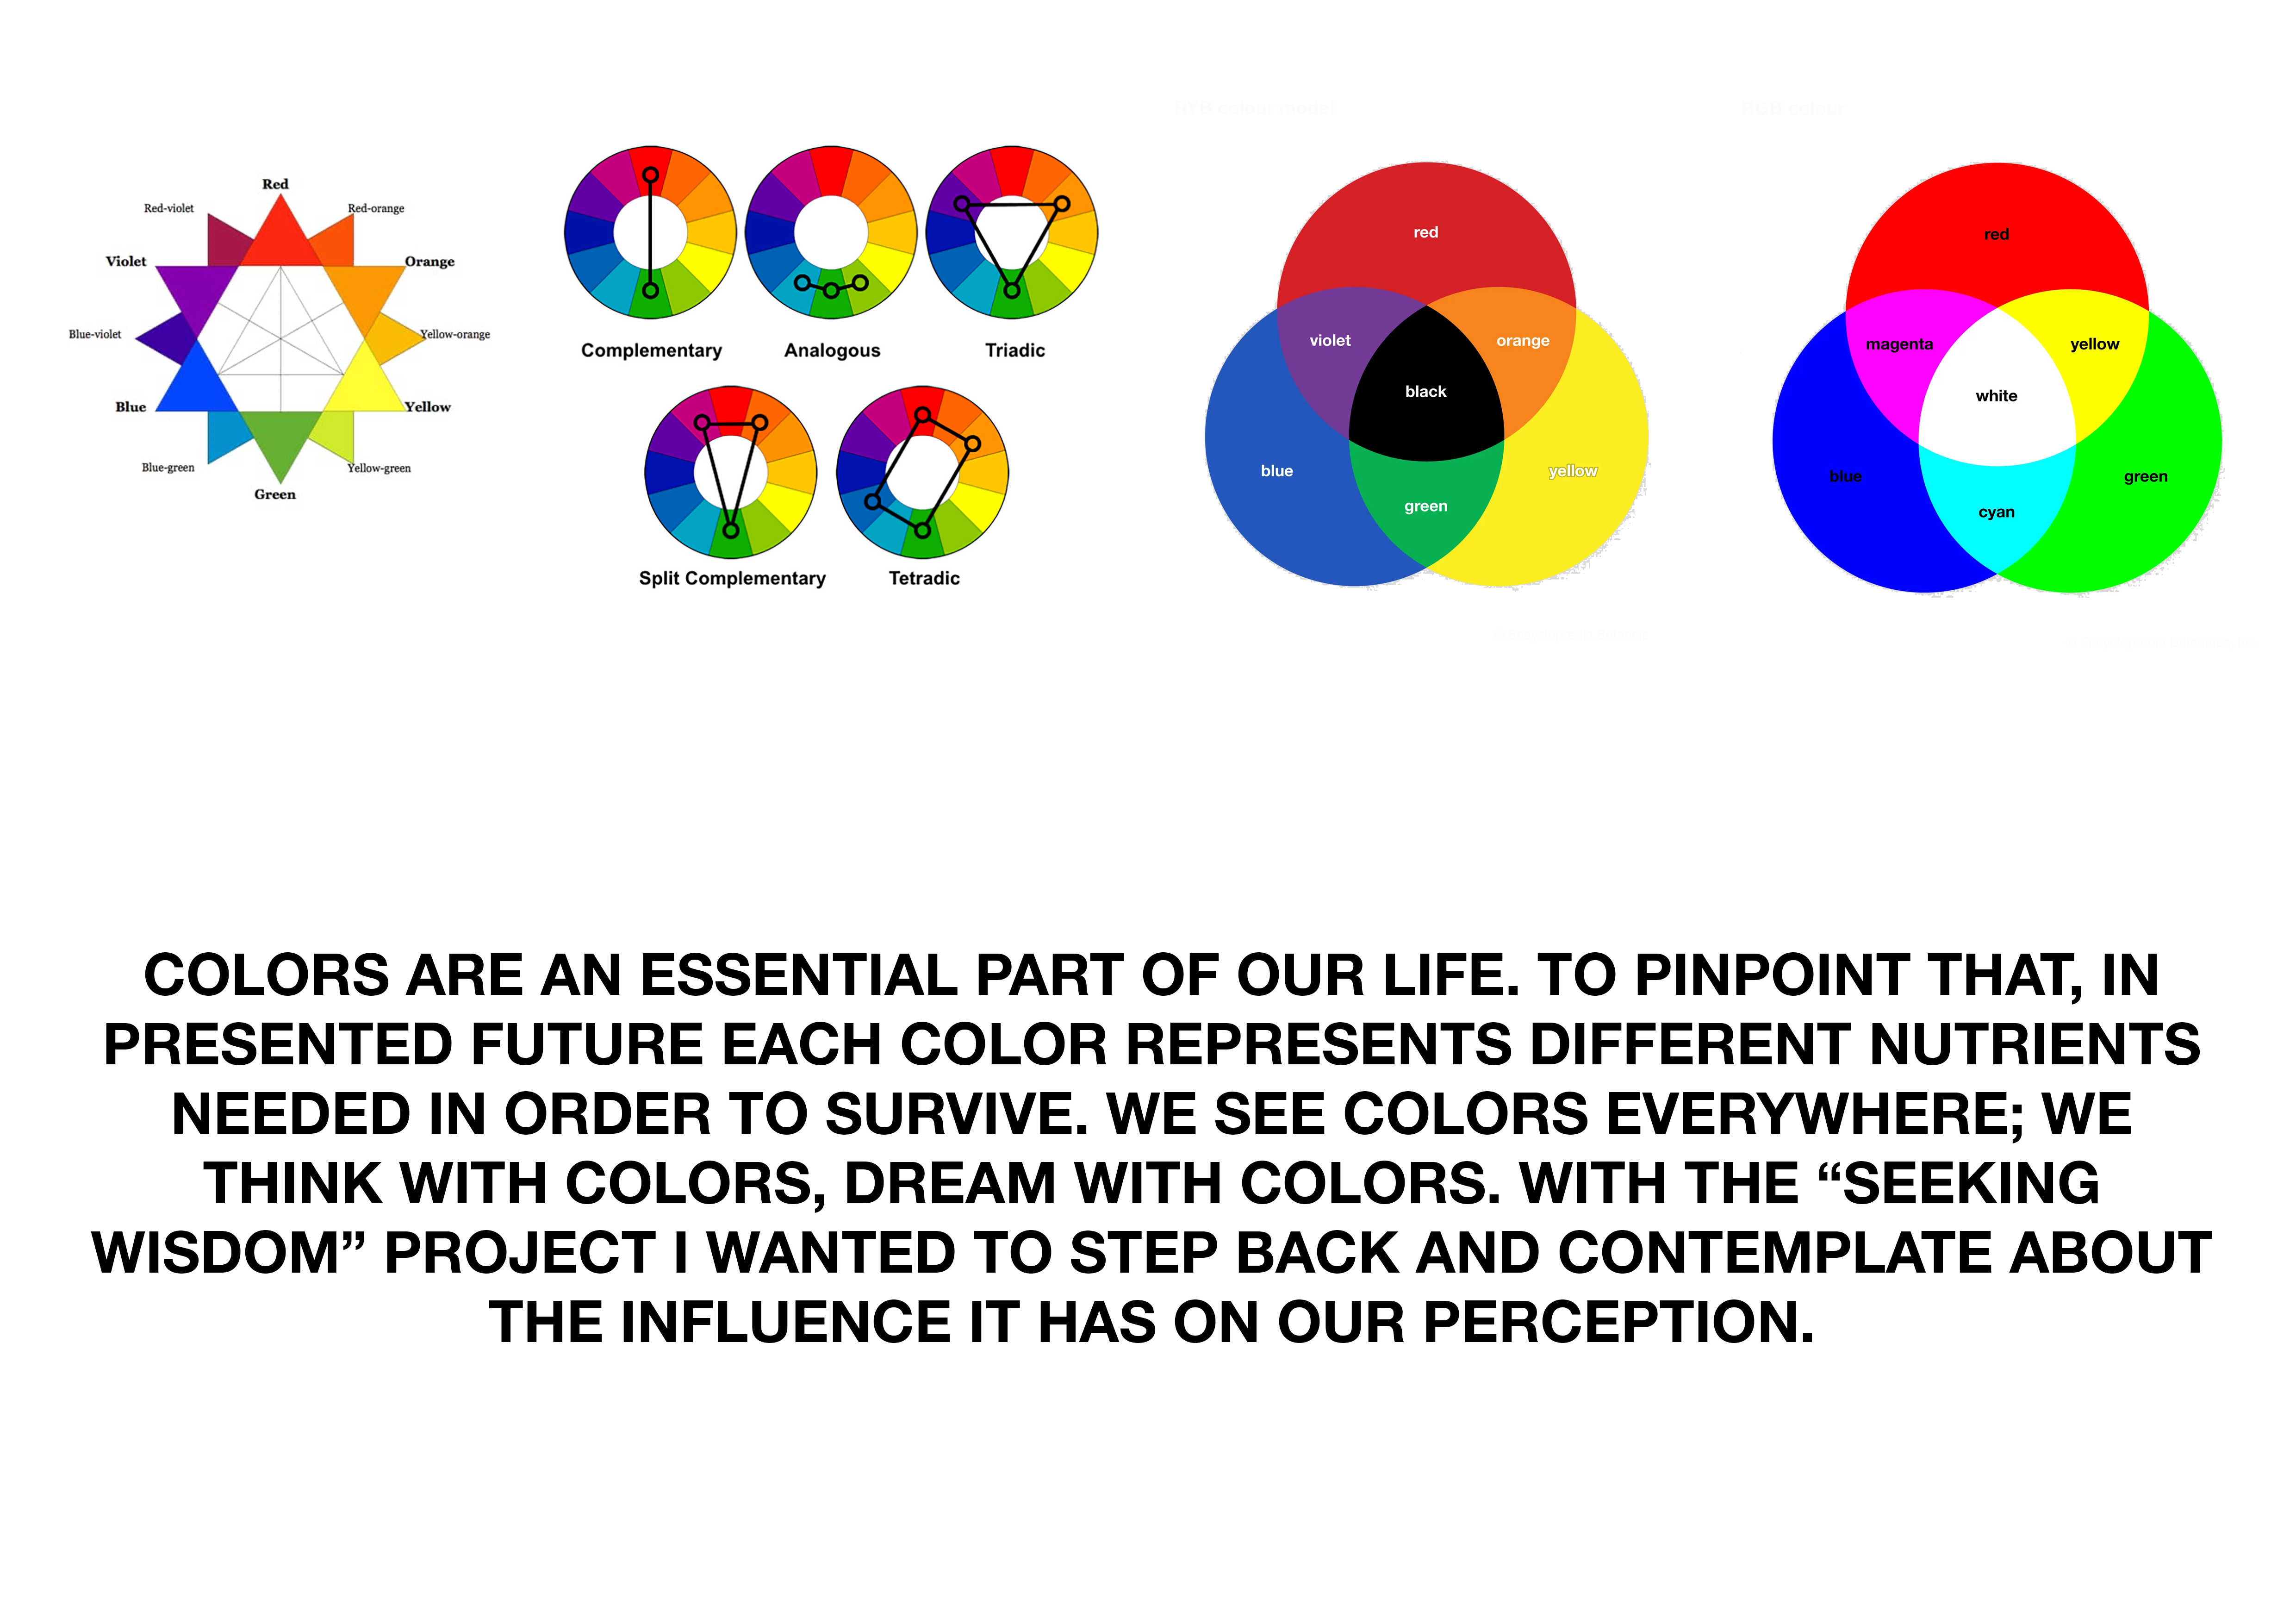 Red
Red-violet
Red-orange
Violet
Orange
Blue-violet
Yellow-orange
Blue
Yellow
Blue-green
Yellow-green
Green
Complementary
Analogous
Triadic
Split Complementary
Tetradic
red
violet
orange
black
blue
yellow
green
red
magenta
yellow
white
blue
green
cyan
COLORS ARE AN ESSENTIAL PART OF OUR LIFE. TO PINPOINT THAT, IN
PRESENTED FUTURE EACH COLOR REPRESENTS DIFFERENT NUTRIENTS
NEEDED IN ORDER TO SURVIVE. WE SEE COLORS EVERYWHERE; WE
THINK WITH COLORS, DREAM WITH COLORS. WITH THE “SEEKING
WISDOM” PROJECT I WANTED TO STEP BACK AND CONTEMPLATE ABOUT
THE INFLUENCE IT HAS ON OUR PERCEPTION.